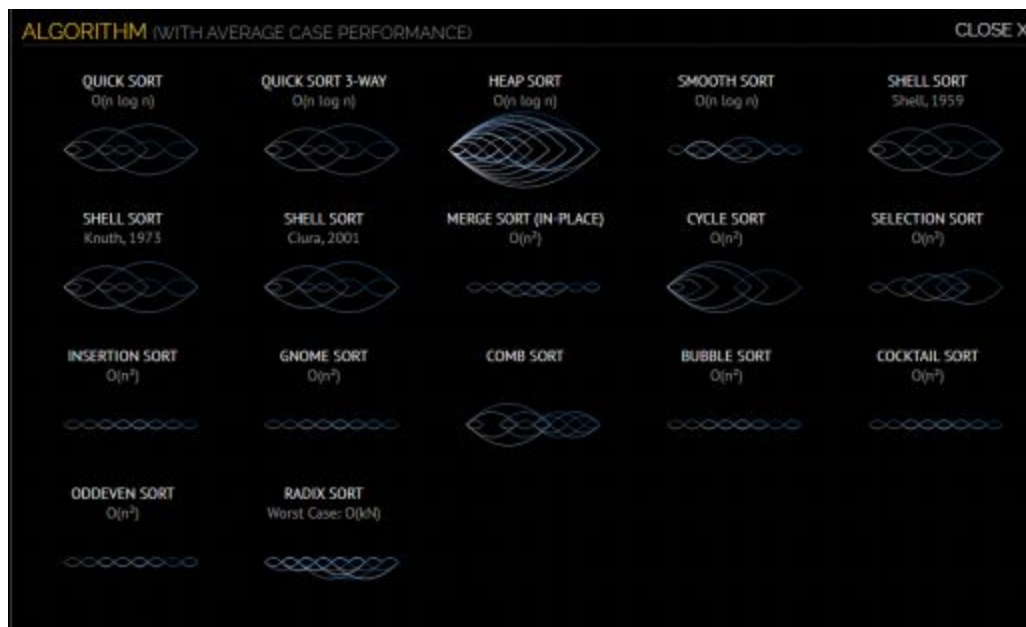 ALGORITHM (WITH AVERAGE CASE PERFORMANCE)
CLOSE X
QUICK SORT
O(n log n)
QUICK SORT 3-WAY
O(n log n)
HEAP SORT
O(n log n)
SMOOTH SORT
O(n log n)
SHELL SORT
Shell, 1959
SHELL SORT
Knuth, 1973
SHELL SORT
Ciura, 2001
MERGE SORT (IN-PLACE)
O(n²)
CYCLE SORT
O(n²)
SELECTION SORT
O(n²)
INSERTION SORT
O(n²)
GNOME SORT
O(n²)
COMB SORT
BUBBLE SORT
O(n²)
COCKTAIL SORT
O(n²)
ODDEVEN SORT
O(n²)
RADIX SORT
Worst Case: O(kN)